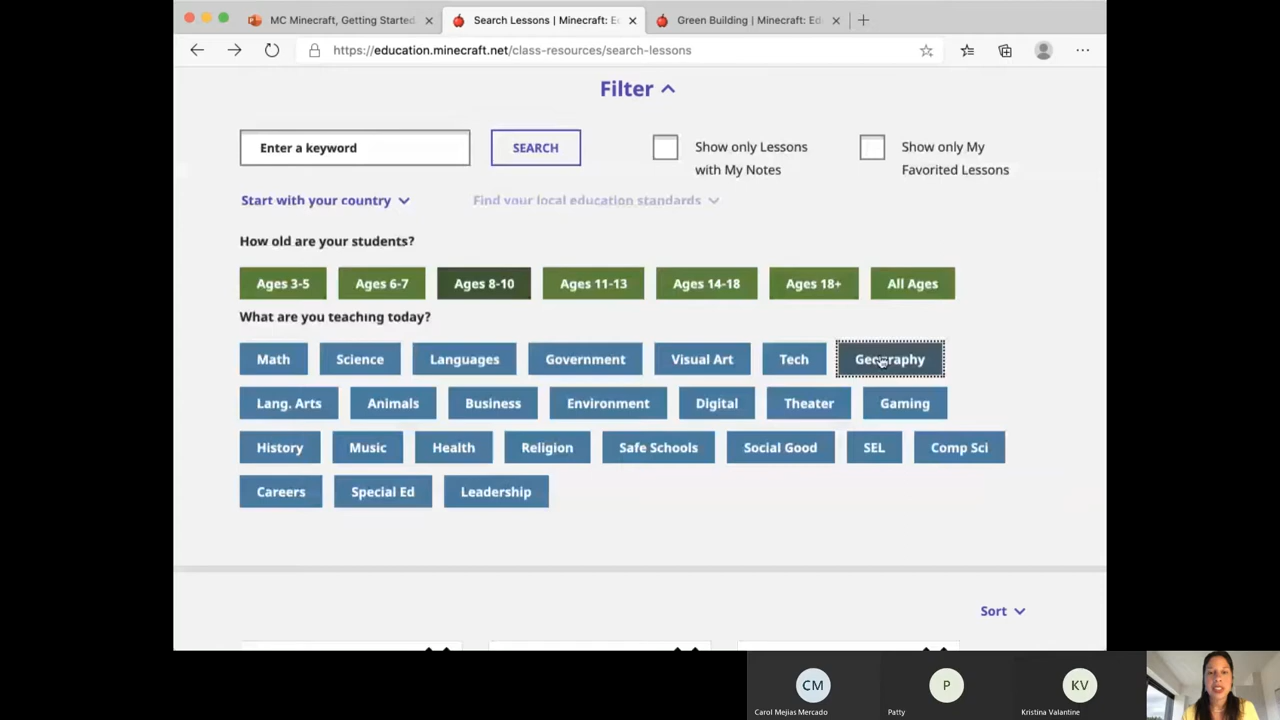 MC Minecraft, Getting Started
Search Lessons | Minecraft: Ec
Green Building | Minecraft: Ed
https://education.minecraft.net/class-resources/search-lessons
Filter
Enter a keyword
SEARCH
Show only Lessons
with My Notes
Show only My
Favorited Lessons
Start with your country
Find your local education standards
How old are your students?
Ages 3-5
Ages 6-7
Ages 8-10
Ages 11-13
Ages 14-18
Ages 18+
All Ages
What are you teaching today?
Math
Science
Languages
Government
Visual Art
Tech
Geography
Lang. Arts
Animals
Business
Environment
Digital
Theater
Gaming
History
Music
Health
Religion
Safe Schools
Social Good
SEL
Comp Sci
Careers
Special Ed
Leadership
Sort
CM
P
KV
Carol Mejias Mercado
Patty
Kristina Valantine